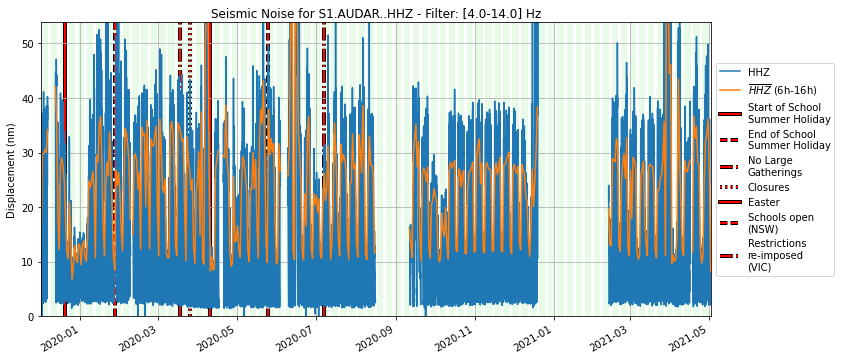 Seismic Noise for S1.AUDAR..HHZ - Filter: [4.0-14.0] Hz
Displacement (nm)
50
40
30
20
10
0
2020-01
2020-03
2020-05
2020-07
2020-09
2020-11
2021-01
2021-03
2021-05
HHZ
HHZ (6h-16h)
Start of School
Summer Holiday
End of School
Summer Holiday
No Large
Gatherings
Closures
Easter
Schools open
(NSW)
Restrictions
re-imposed
(VIC)